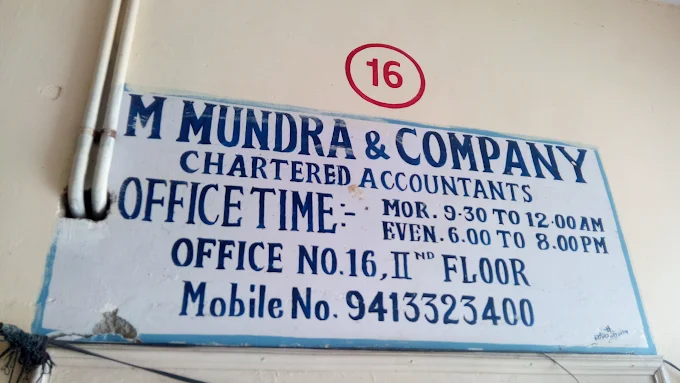 16
M MUNDRA & COMPANY
CHARTERED ACCOUNTANTS
OFFICE TIME:- MOR. 9.30 TO 12.00 AM
EVEN. 6.00 TO 8.00 PM
OFFICE NO.16, IIND FLOOR
Mobile No. 9413323400